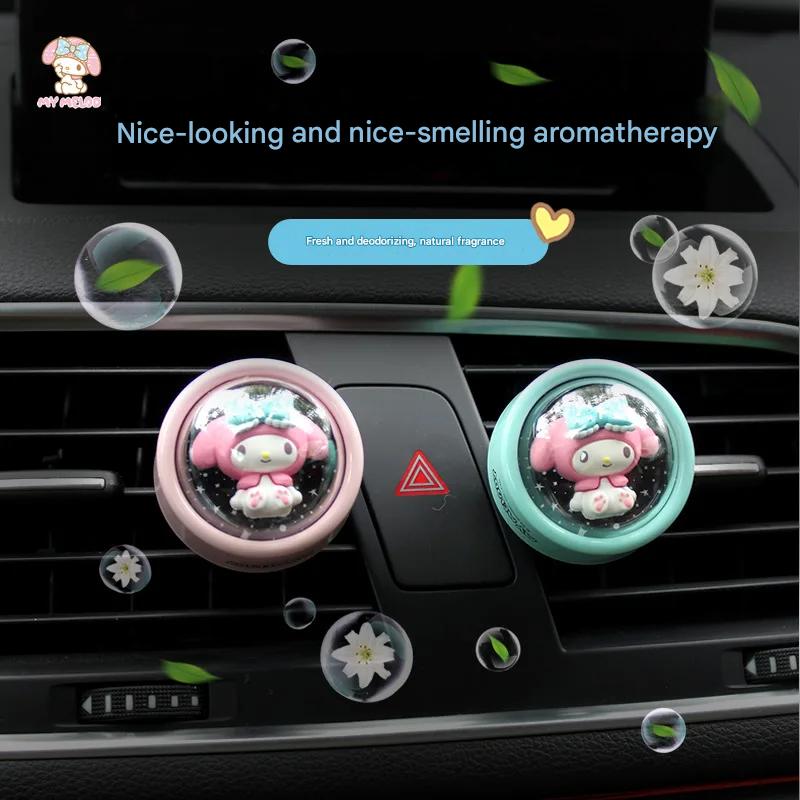 MY MELODY
Nice-looking and nice-smelling aromatherapy
Fresh and deodorizing, natural fragrance